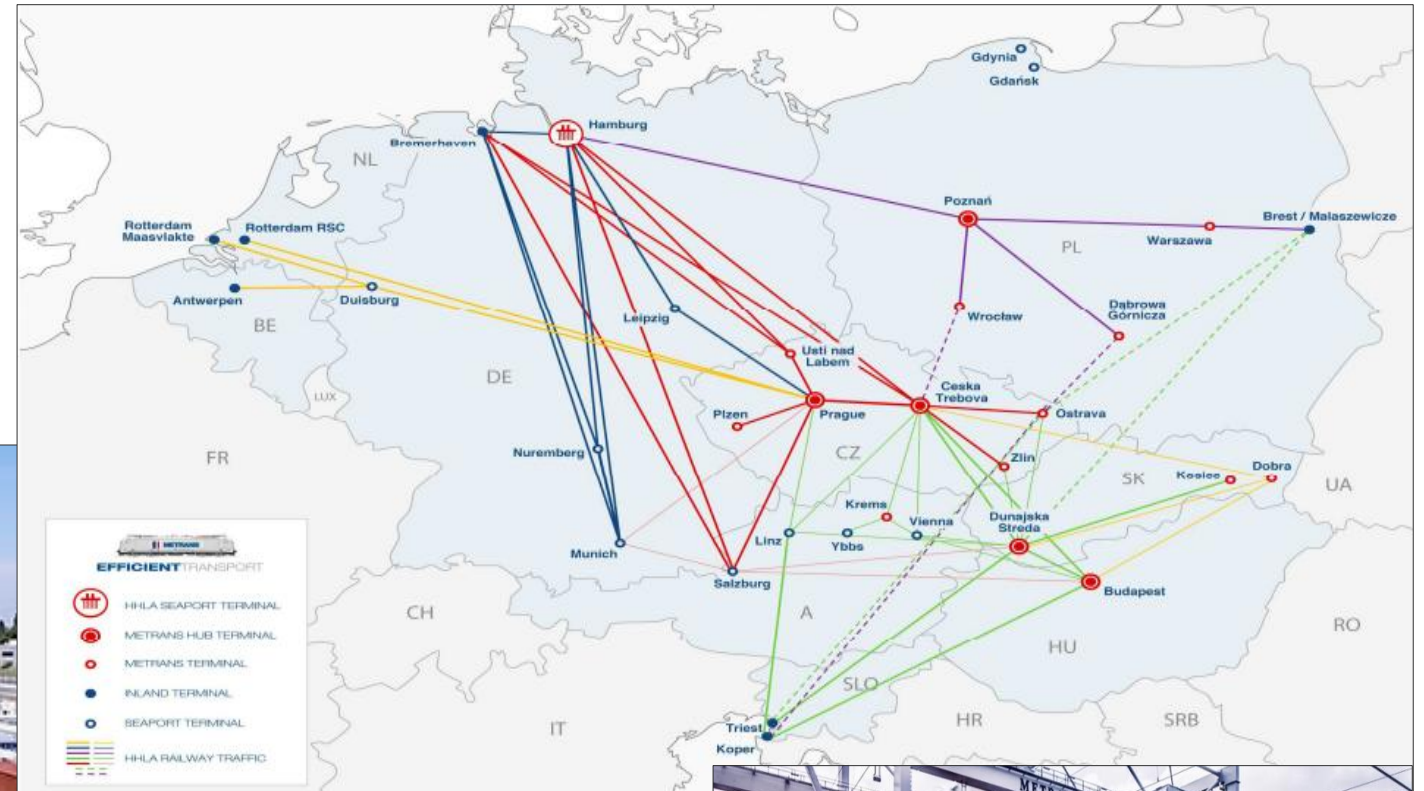 Gdynia
Gdańsk
Hamburg
Bremerhaven
NL
Poznań
Rotterdam
Maasvlakte
Rotterdam RSC
Warszawa
Brest / Malaszewicze
PL
Antwerpen
Duisburg
Leipzig
Wrocław
Dąbrowa
Górnicza
BE
Usti nad
Labem
DE
LUX
Ceska
Trebova
Plzen
Prague
Ostrava
FR
Nuremberg
CZ
Zlin
SK
Kosice
Dobra
UA
Krems
Vienna
Dunajska
Streda
Munich
Linz
Ybbs
Salzburg
Budapest
CH
A
HU
RO
SLO
IT
Triest
Koper
HR
SRB
METRANS
EFFICIENTTRANSPORT
HHLA SEAPORT TERMINAL
METRANS HUB TERMINAL
METRANS TERMINAL
INLAND TERMINAL
SEAPORT TERMINAL
HHLA RAILWAY TRAFFIC